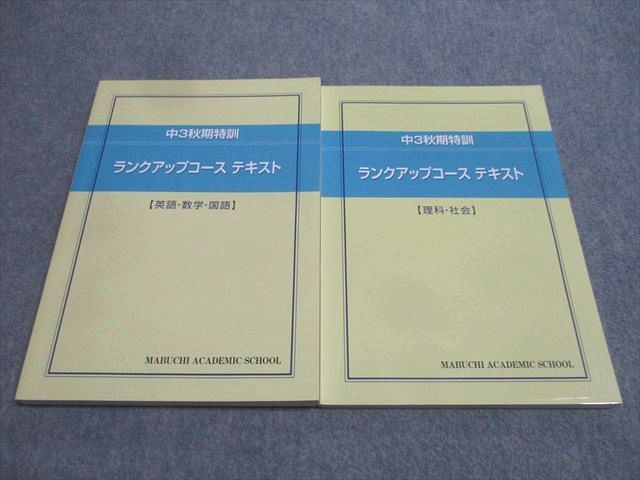 中3秋期特訓
ランクアップコース テキスト
【英語・数学・国語】
MABUCHI ACADEMIC SCHOOL
中3秋期特訓
ランクアップコース テキスト
【理科・社会】
MABUCHI ACADEMIC SCHOOL